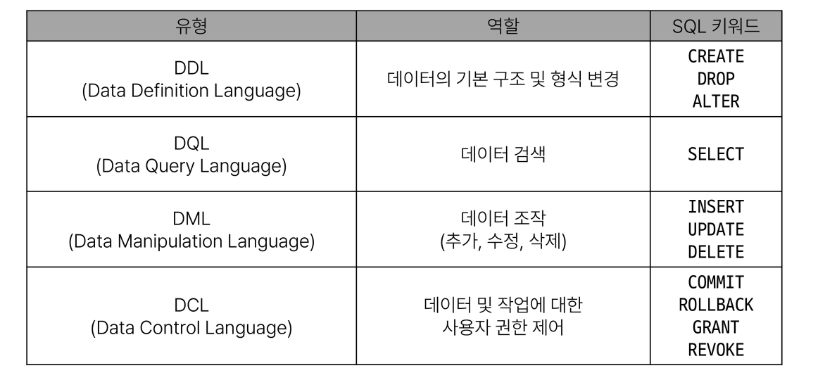 유형 역할 SQL 키워드
DDL
(Data Definition Language)
데이터의 기본 구조 및 형식 변경
CREATE
DROP
ALTER
DQL
(Data Query Language)
데이터 검색
SELECT
DML
(Data Manipulation Language)
데이터 조작
(추가, 수정, 삭제)
INSERT
UPDATE
DELETE
DCL
(Data Control Language)
데이터 및 작업에 대한
사용자 권한 제어
COMMIT
ROLLBACK
GRANT
REVOKE